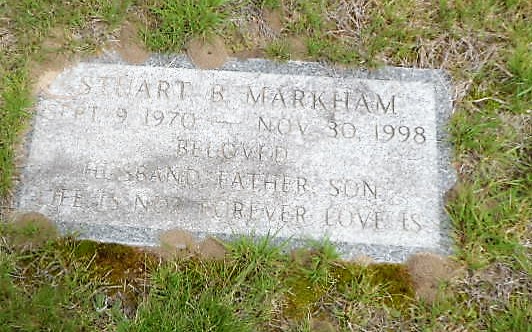 STUART B. MARKHAM
SEPT. 9, 1970 — NOV. 30, 1998
BELOVED
HUSBAND, FATHER, SON
LIFE IS NOT FOREVER LOVE IS